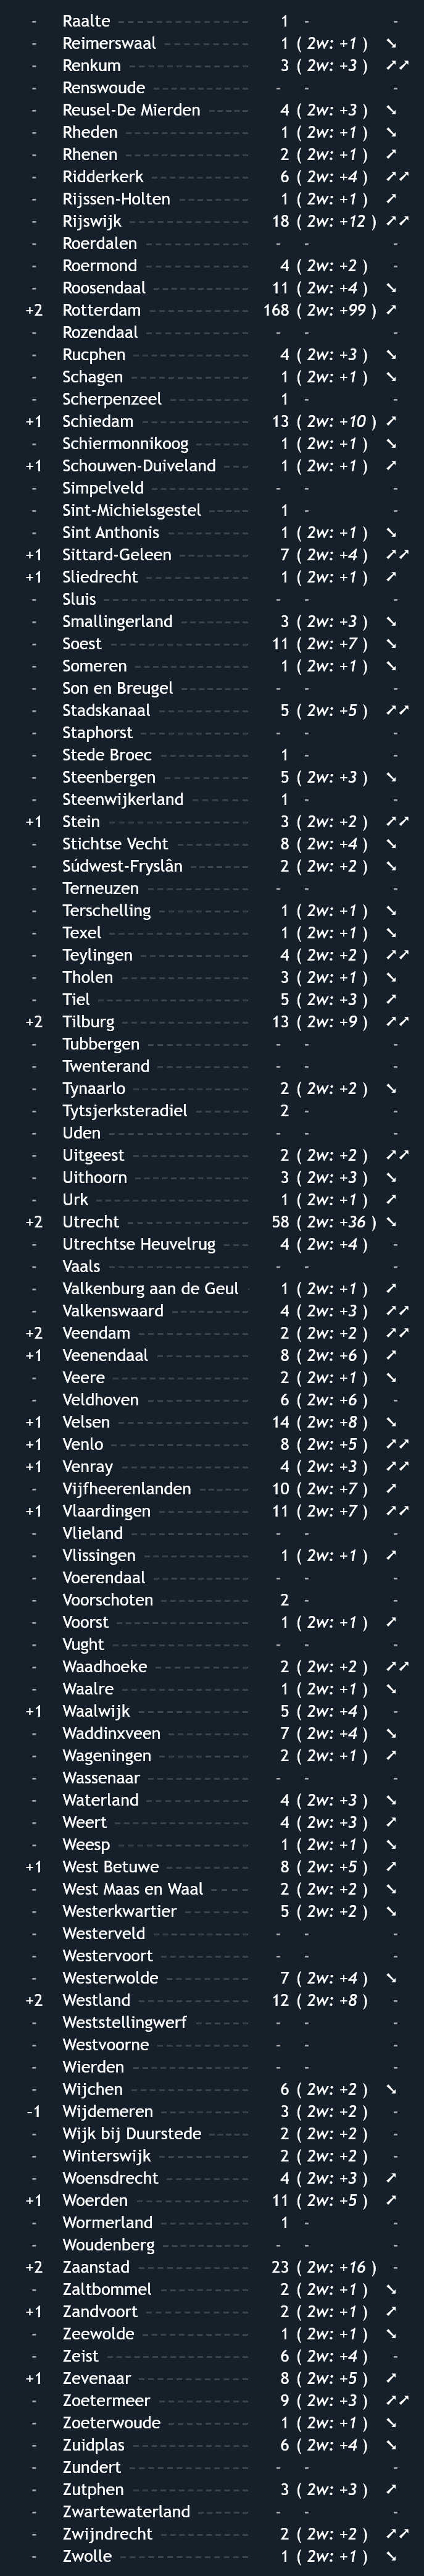 - Raalte 1 - -
- Reimerswaal 1 ( 2w: +1 ) ➘
- Renkum 3 ( 2w: +3 ) ➚➚
- Renswoude - - -
- Reusel-De Mierden 4 ( 2w: +3 ) ➘
- Rheden 1 ( 2w: +1 ) ➘
- Rhenen 2 ( 2w: +1 ) ➚
- Ridderkerk 6 ( 2w: +4 ) ➚➚
- Rijssen-Holten 1 ( 2w: +1 ) ➚
- Rijswijk 18 ( 2w: +12 ) ➚➚
- Roerdalen - - -
- Roermond 4 ( 2w: +2 ) -
- Roosendaal 11 ( 2w: +4 ) ➘
+2 Rotterdam 168 ( 2w: +99 ) ➚
- Rozendaal - - -
- Rucphen 4 ( 2w: +3 ) ➘
- Schagen 1 ( 2w: +1 ) ➘
- Scherpenzeel 1 - -
+1 Schiedam 13 ( 2w: +10 ) ➚
- Schiermonnikoog 1 ( 2w: +1 ) ➘
+1 Schouwen-Duiveland 1 ( 2w: +1 ) ➚
- Simpelveld - - -
- Sint-Michielsgestel 1 - -
- Sint Anthonis 1 ( 2w: +1 ) ➘
+1 Sittard-Geleen 7 ( 2w: +4 ) ➚➚
+1 Sliedrecht 1 ( 2w: +1 ) ➚
- Sluis - - -
- Smallingerland 3 ( 2w: +3 ) ➘
- Soest 11 ( 2w: +7 ) ➘
- Someren 1 ( 2w: +1 ) ➘
- Son en Breugel - - -
- Stadskanaal 5 ( 2w: +5 ) ➚➚
- Staphorst - - -
- Stede Broec 1 - -
- Steenbergen 5 ( 2w: +3 ) ➘
- Steenwijkerland 1 - -
+1 Stein 3 ( 2w: +2 ) ➚➚
- Stichtse Vecht 8 ( 2w: +4 ) ➘
- Súdwest-Fryslân 2 ( 2w: +2 ) ➘
- Terneuzen - - -
- Terschelling 1 ( 2w: +1 ) ➘
- Texel 1 ( 2w: +1 ) ➘
- Teylingen 4 ( 2w: +2 ) ➚➚
- Tholen 3 ( 2w: +1 ) ➘
- Tiel 5 ( 2w: +3 ) ➚
+2 Tilburg 13 ( 2w: +9 ) ➚➚
- Tubbergen - - -
- Twenterand - - -
- Tynaarlo 2 ( 2w: +2 ) ➘
- Tytsjerksteradiel 2 - -
- Uden - - -
- Uitgeest 2 ( 2w: +2 ) ➚➚
- Uithoorn 3 ( 2w: +3 ) ➘
- Urk 1 ( 2w: +1 ) ➚
+2 Utrecht 58 ( 2w: +36 ) ➘
- Utrechtse Heuvelrug 4 ( 2w: +4 ) -
- Vaals - - -
- Valkenburg aan de Geul 1 ( 2w: +1 ) ➚
- Valkenswaard 4 ( 2w: +3 ) ➚➚
+2 Veendam 2 ( 2w: +2 ) ➚➚
+1 Veenendaal 8 ( 2w: +6 ) ➚
- Veere 2 ( 2w: +1 ) ➘
- Veldhoven 6 ( 2w: +6 ) -
+1 Velsen 14 ( 2w: +8 ) ➘
+1 Venlo 8 ( 2w: +5 ) ➚➚
+1 Venray 4 ( 2w: +3 ) ➚➚
- Vijfheerenlanden 10 ( 2w: +7 ) ➚
+1 Vlaardingen 11 ( 2w: +7 ) ➚➚
- Vlieland - - -
- Vlissingen 1 ( 2w: +1 ) ➚
- Voerendaal - - -
- Voorschoten 2 - -
- Voorst 1 ( 2w: +1 ) ➚
- Vught - - -
- Waadhoeke 2 ( 2w: +2 ) ➚➚
- Waalre 1 ( 2w: +1 ) ➘
+1 Waalwijk 5 ( 2w: +4 ) -
- Waddinxveen 7 ( 2w: +4 ) ➘
- Wageningen 2 ( 2w: +1 ) ➚
- Wassenaar - - -
- Waterland 4 ( 2w: +3 ) ➘
- Weert 4 ( 2w: +3 ) ➚
- Weesp 1 ( 2w: +1 ) ➘
+1 West Betuwe 8 ( 2w: +5 ) ➚
- West Maas en Waal 2 ( 2w: +2 ) ➘
- Westerkwartier 5 ( 2w: +2 ) ➘
- Westerveld - - -
- Westervoort - - -
- Westerwolde 7 ( 2w: +4 ) ➘
+2 Westland 12 ( 2w: +8 ) -
- Weststellingwerf - - -
- Westvoorne - - -
- Wierden - - -
- Wijchen 6 ( 2w: +2 ) ➘
-1 Wijdemeren 3 ( 2w: +2 ) -
- Wijk bij Duurstede 2 ( 2w: +2 ) -
- Winterswijk 2 ( 2w: +2 ) -
- Woensdrecht 4 ( 2w: +3 ) ➚
+1 Woerden 11 ( 2w: +5 ) ➚
- Wormerland 1 - -
- Woudenberg - - -
+2 Zaanstad 23 ( 2w: +16 ) -
- Zaltbommel 2 ( 2w: +1 ) ➘
+1 Zandvoort 2 ( 2w: +1 ) ➚
- Zeewolde 1 ( 2w: +1 ) ➘
- Zeist 6 ( 2w: +4 ) -
+1 Zevenaar 8 ( 2w: +5 ) ➚
- Zoetermeer 9 ( 2w: +3 ) ➚➚
- Zoeterwoude 1 ( 2w: +1 ) ➘
- Zuidplas 6 ( 2w: +4 ) ➘
- Zundert - - -
- Zutphen 3 ( 2w: +3 ) ➚
- Zwartewaterland - - -
- Zwijndrecht 2 ( 2w: +2 ) ➚➚
- Zwolle 1 ( 2w: +1 ) ➘